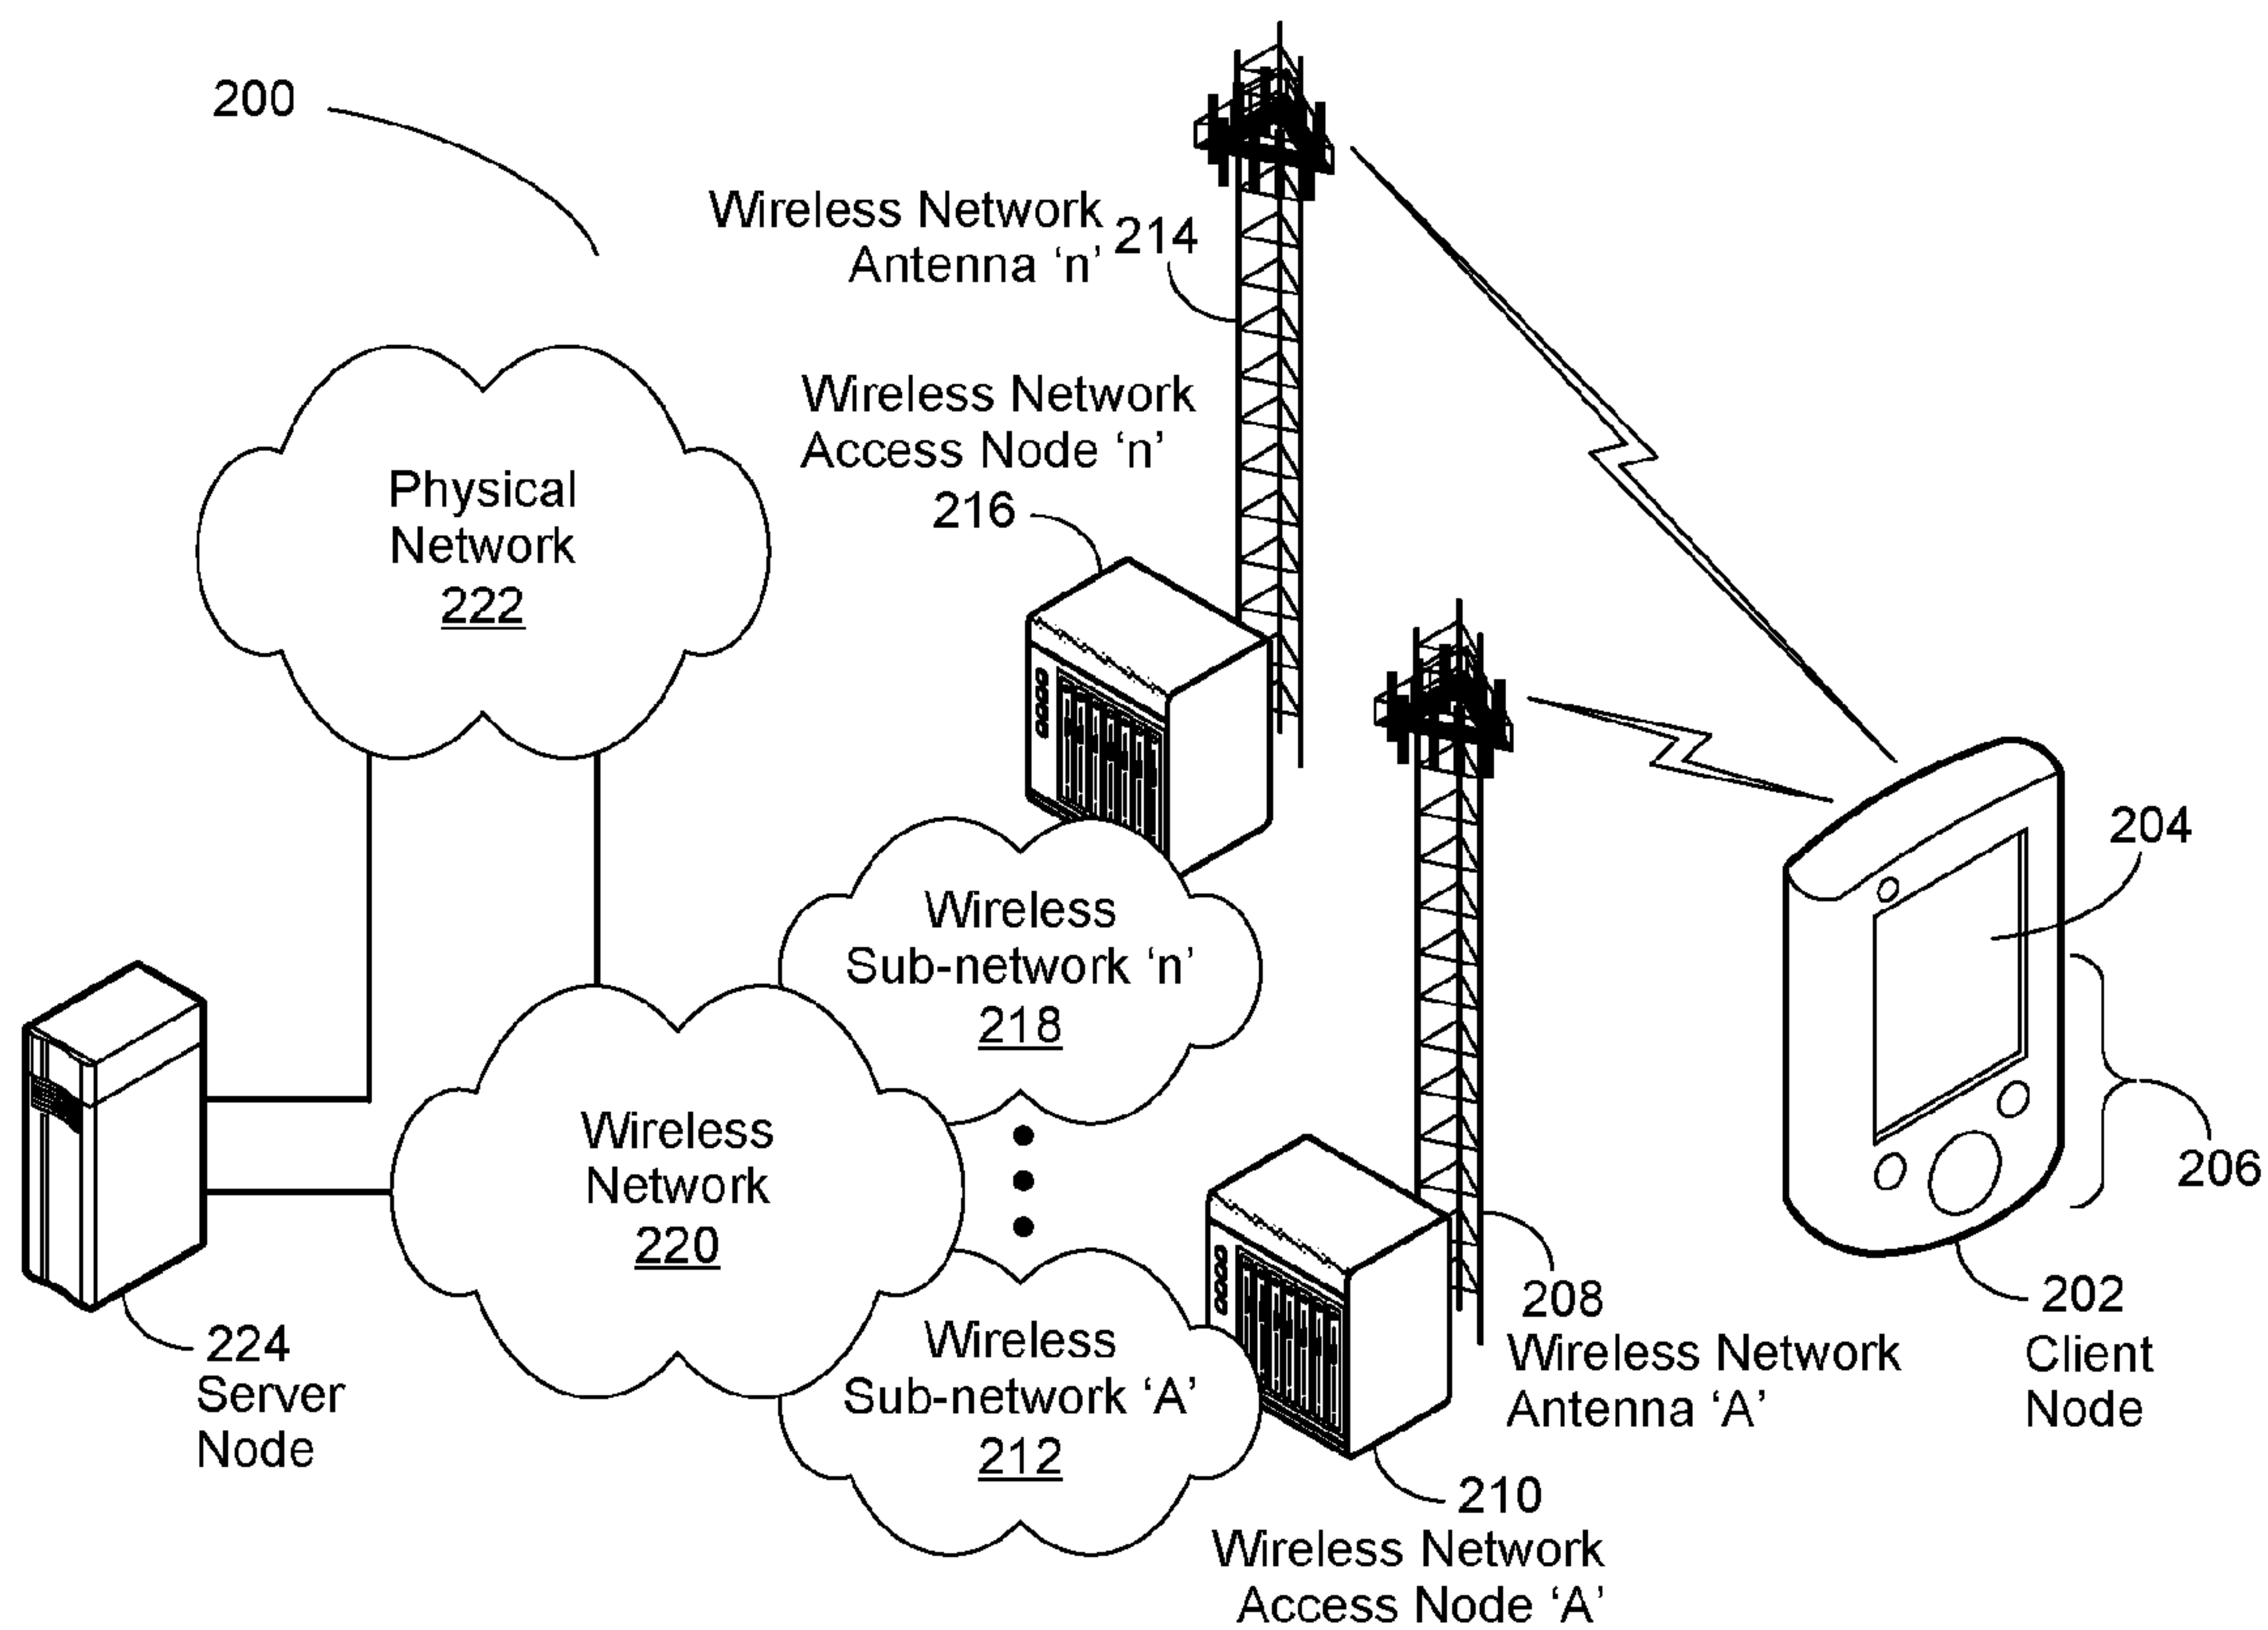 200
Wireless Network
Antenna ‘n’
214
Wireless Network
Access Node ‘n’
216
Physical
Network
222
204
Wireless
Sub-network ‘n’
218
206
Wireless
Network
220
208
Wireless Network
Antenna ‘A’
202
Client
Node
224
Server
Node
Wireless
Sub-network ‘A’
212
210
Wireless Network
Access Node ‘A’